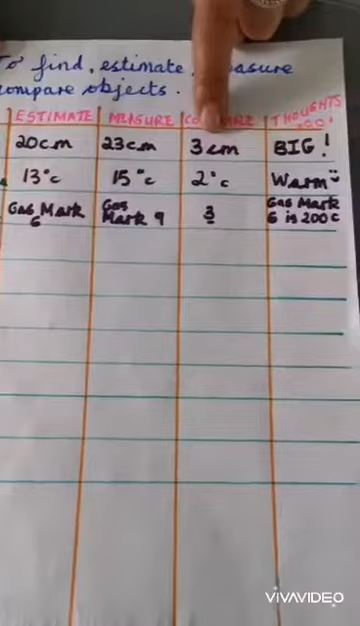 To find, estimate, measure
compare objects.
ESTIMATE MEASURE COMPARE THOUGHTS
20cm 23cm 3cm BIG!
13°c 15°c 2°c Warm
Gas Mark 6 Gas Mark 9 3 Gas Mark 6 is 200c
VIVAVIDEO